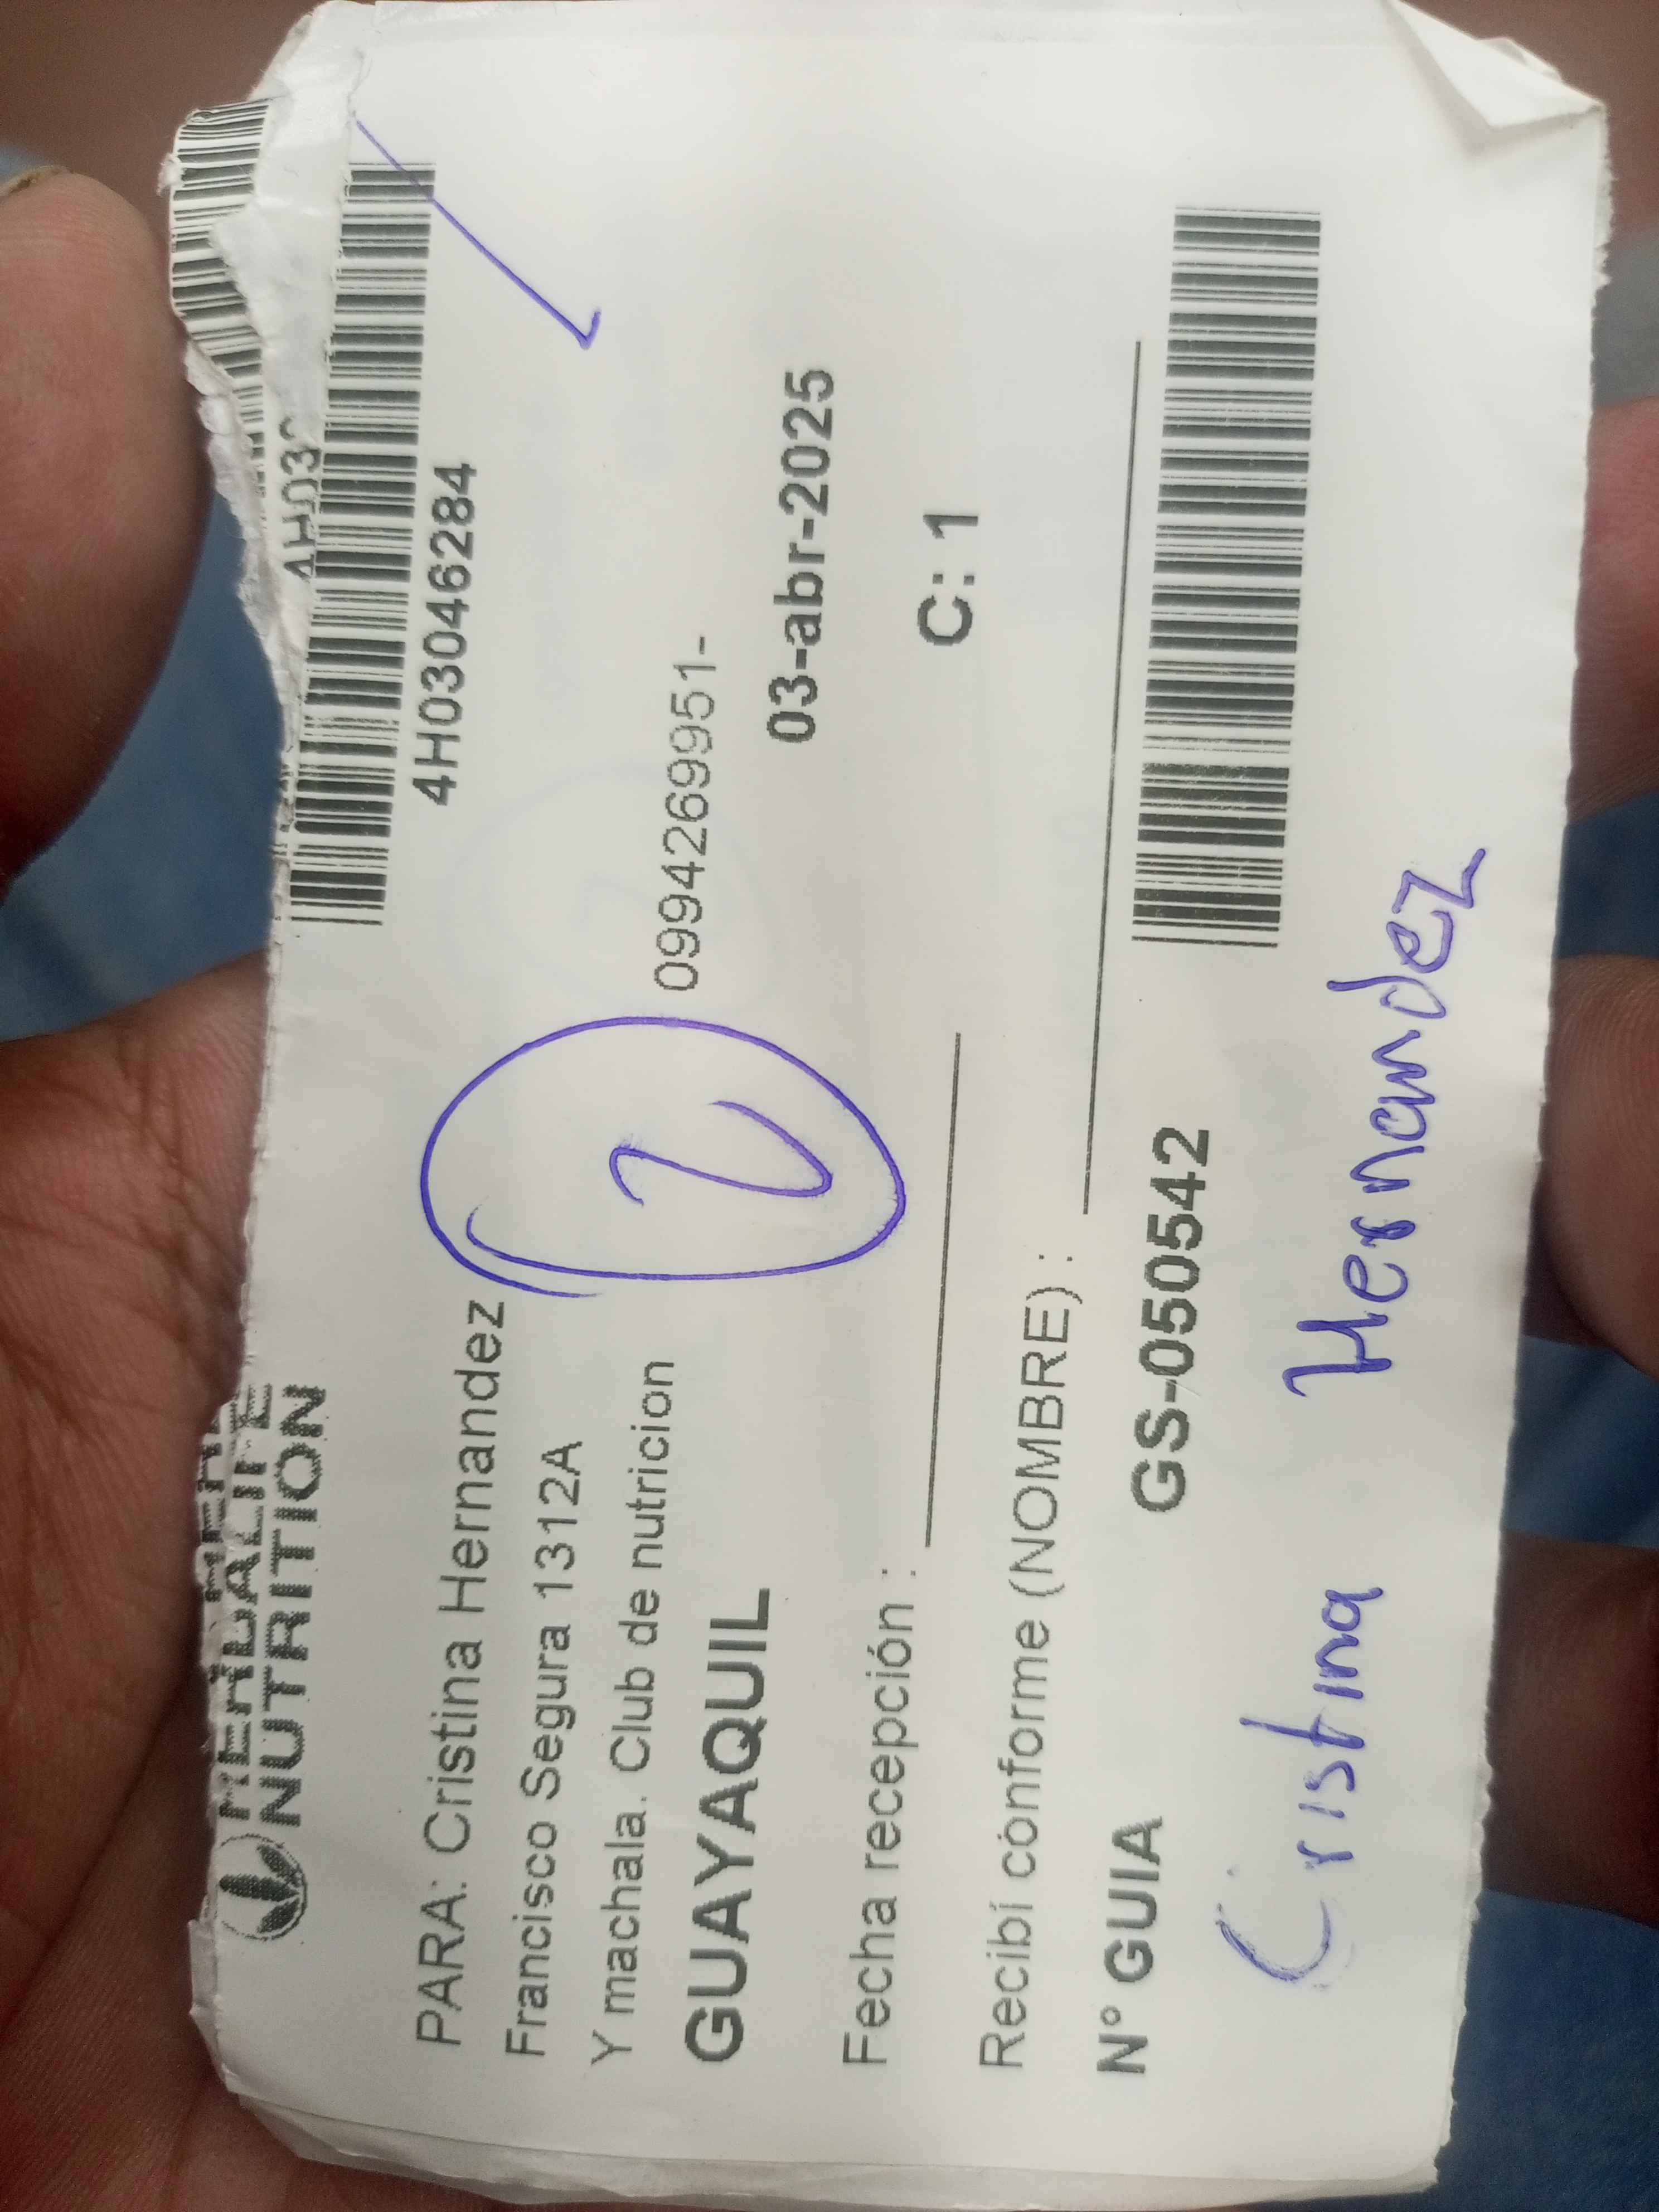 HERBALIFE
NUTRITION
4H03046284
PARA: Cristina Hernandez
Francisco Segura 1312A
Y machala. Club de nutricion
0994269951-
GUAYAQUIL
03-abr-2025
2
Fecha recepción :
C: 1
Recibí conforme (NOMBRE) :
N° GUIA
GS-050542
Cristina Hernandez